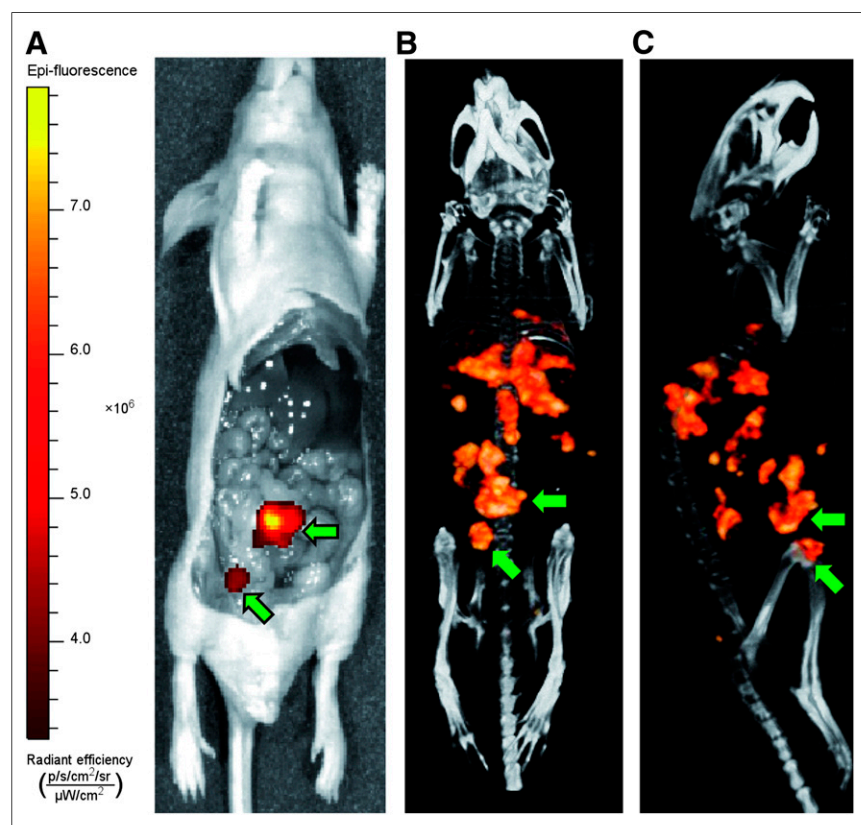 A
B
C
Epi-fluorescence
7.0
6.0
×10⁶
5.0
4.0
Radiant efficiency
(p/s/cm²/sr
µW/cm²)